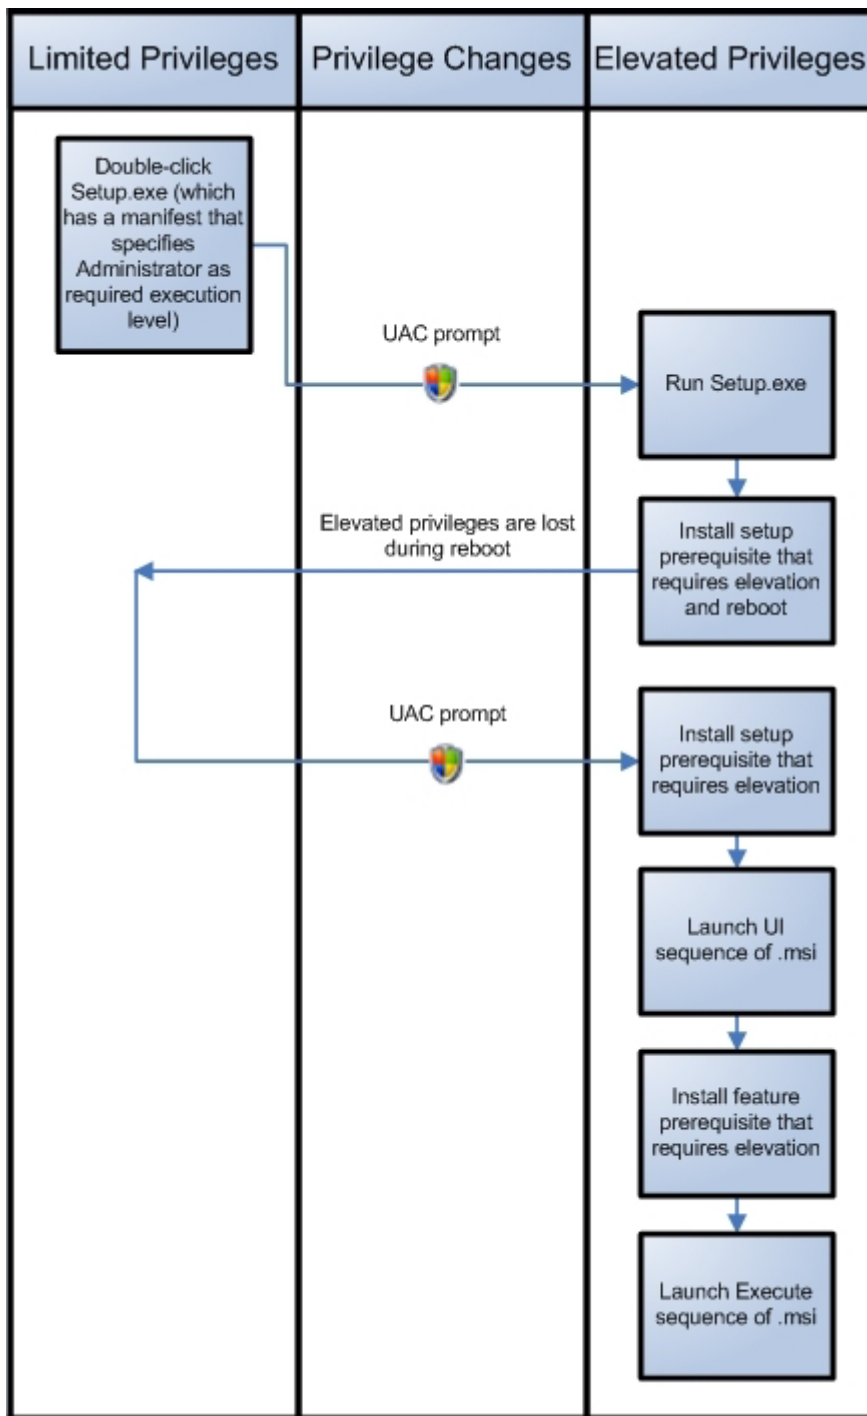 Limited Privileges
Privilege Changes
Elevated Privileges
Double-click
Setup.exe (which
has a manifest that
specifies
Administrator as
required execution
level)
UAC prompt
Run Setup.exe
Elevated privileges are lost
during reboot
Install setup
prerequisite that
requires elevation
and reboot
UAC prompt
Install setup
prerequisite that
requires elevation
Launch UI
sequence of .msi
Install feature
prerequisite that
requires elevation
Launch Execute
sequence of .msi